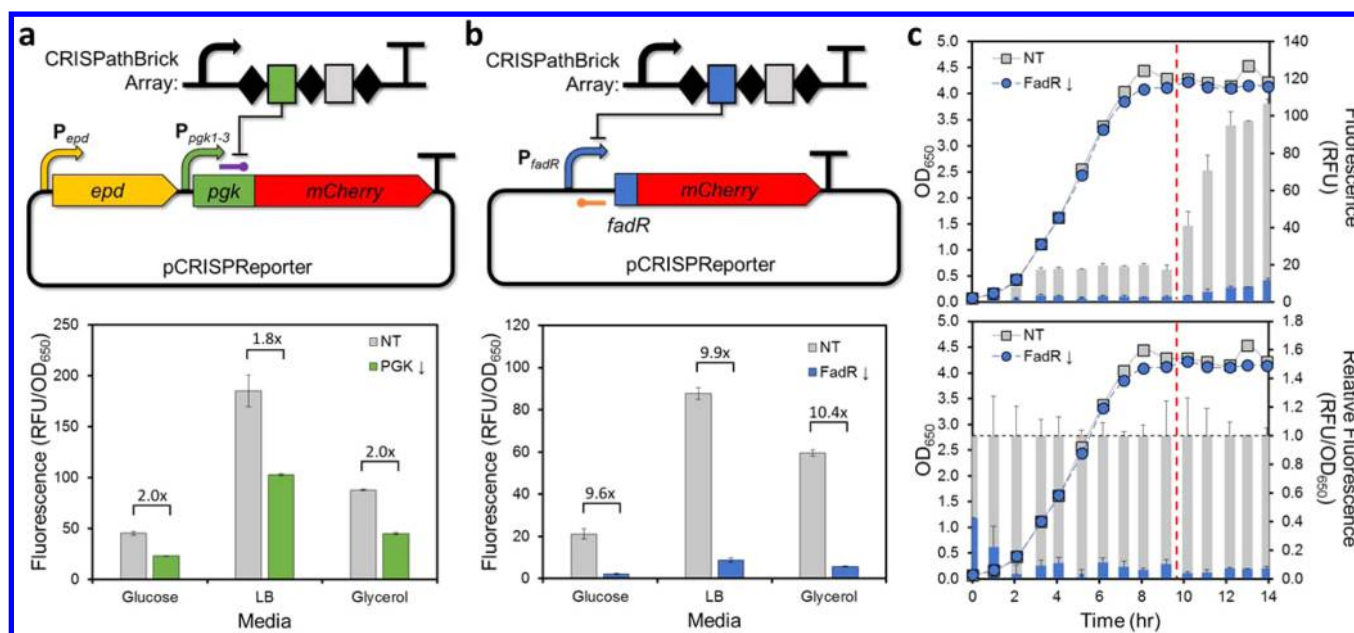 a
CRISPathBrick
Array:
P epd
P pgk1-3
epd
pgk
mCherry
pCRISPReporter
250
200
150
100
50
0
Fluorescence (RFU/OD650)
NT
PGK ↓
2.0x
1.8x
2.0x
Glucose
LB
Glycerol
Media
b
CRISPathBrick
Array:
P fadR
mCherry
fadR
pCRISPReporter
120
100
80
60
40
20
0
Fluorescence (RFU/OD650)
NT
FadR ↓
9.6x
9.9x
10.4x
Glucose
LB
Glycerol
Media
c
5.0
4.5
4.0
3.5
3.0
2.5
2.0
1.5
1.0
0.5
0.0
OD650
NT
FadR ↓
140
120
100
80
60
40
20
0
Fluorescence
(RFU)
5.0
4.5
4.0
3.5
3.0
2.5
2.0
1.5
1.0
0.5
0.0
OD650
NT
FadR ↓
1.8
1.6
1.4
1.2
1.0
0.8
0.6
0.4
0.2
0.0
Relative Fluorescence
(RFU/OD650)
0
2
4
6
8
10
12
14
Time (hr)